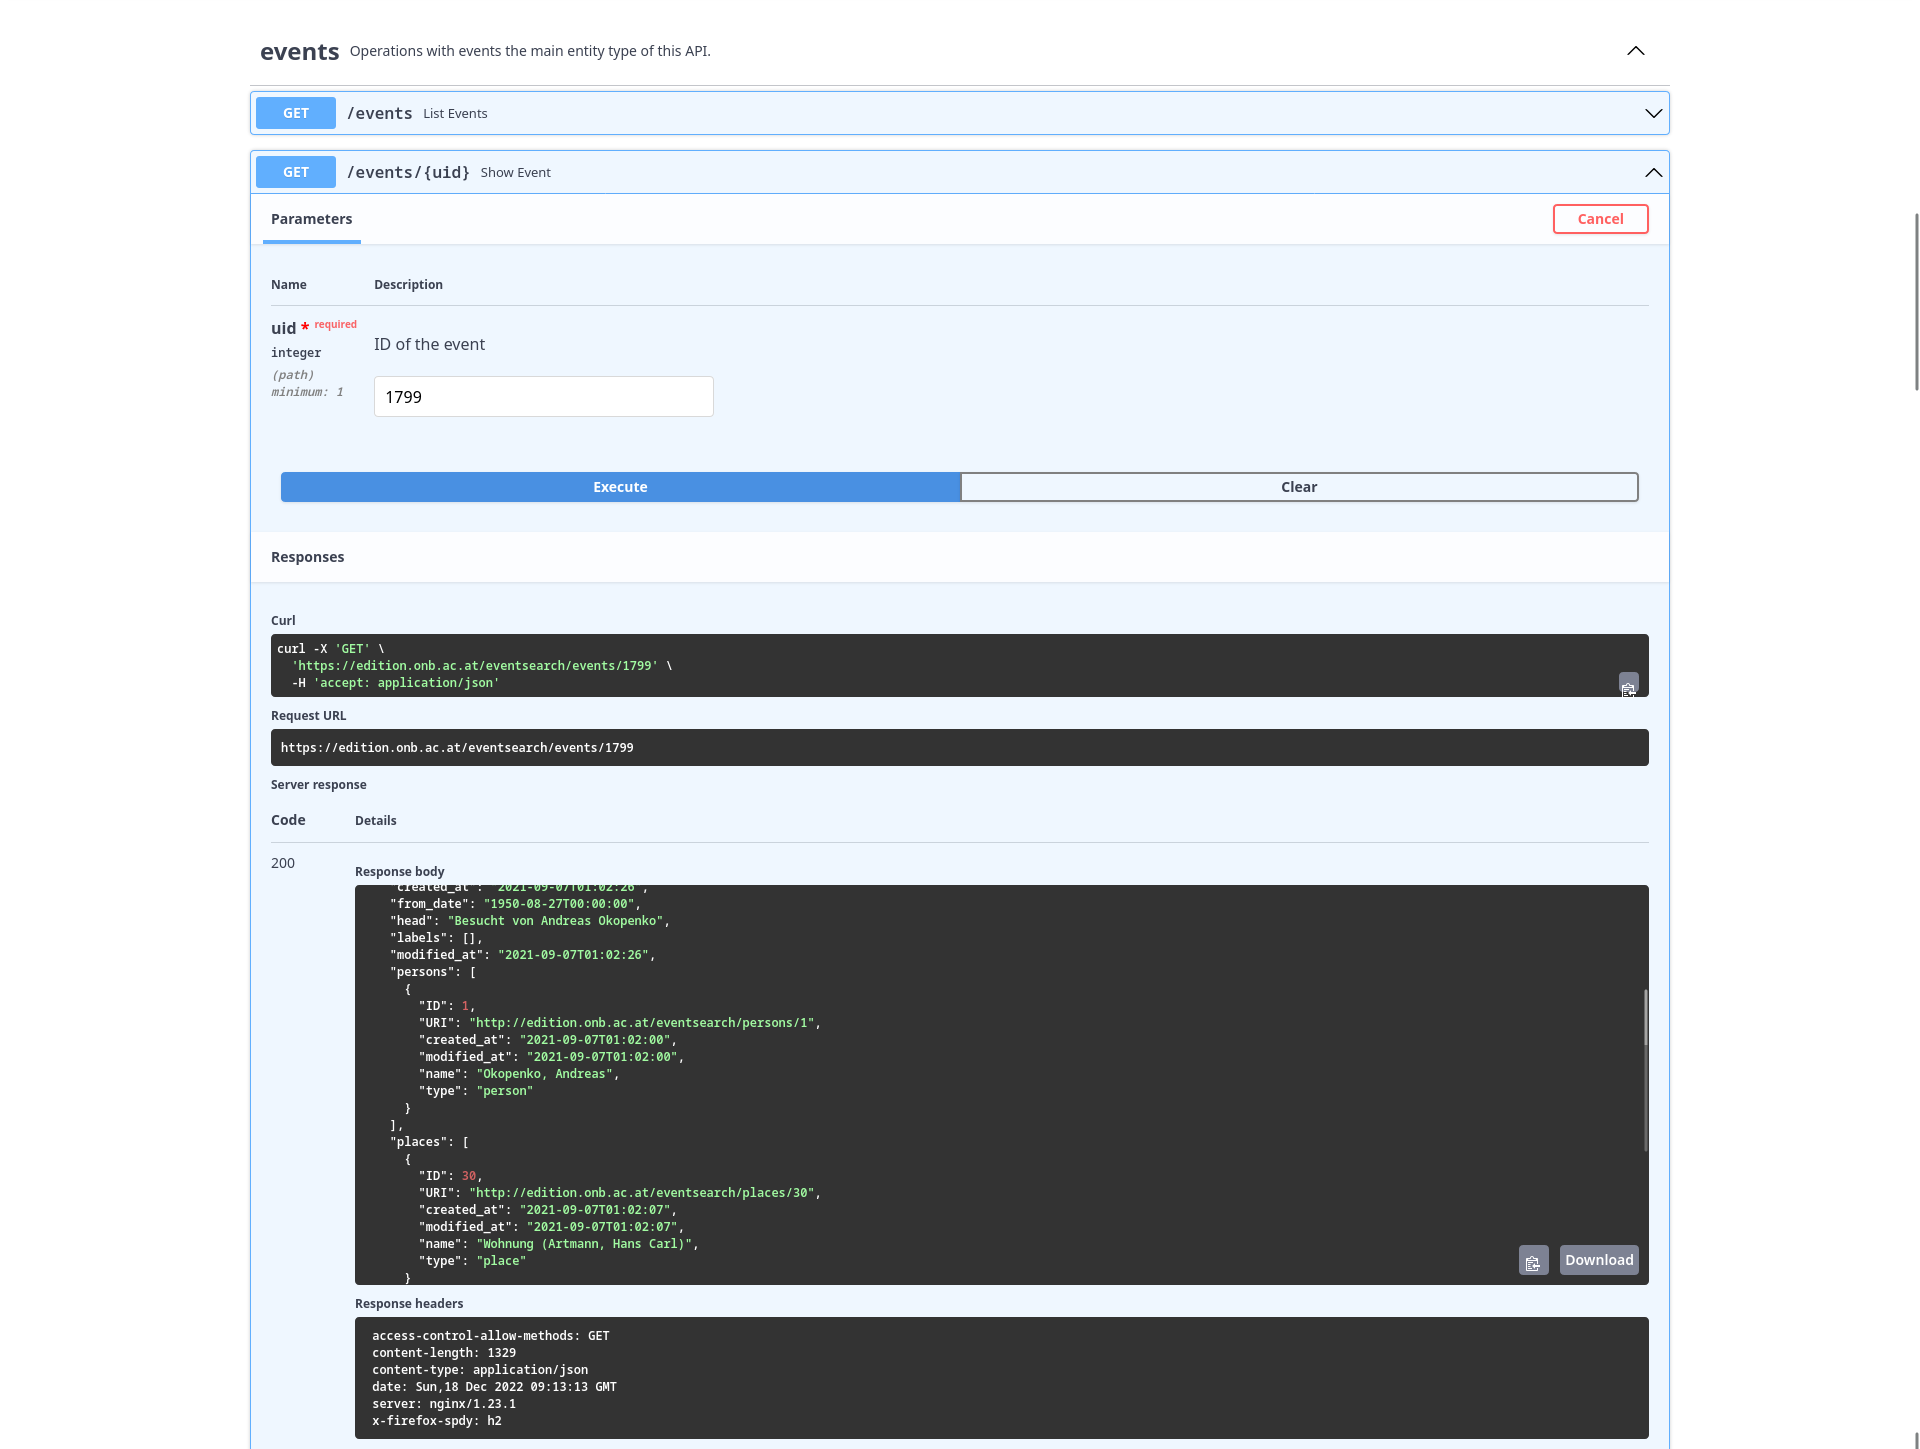 events Operations with events the main entity type of this API.
GET /events List Events
GET /events/{uid} Show Event
Parameters Cancel
Name Description
uid * required
integer
(path)
minimum: 1
ID of the event
1799
Execute Clear
Responses
Curl
curl -X 'GET' \
'https://edition.onb.ac.at/eventsearch/events/1799' \
-H 'accept: application/json'
Request URL
https://edition.onb.ac.at/eventsearch/events/1799
Server response
Code Details
200
Response body
"created_at": "2021-09-07T01:02:26",
"from_date": "1950-08-27T00:00:00",
"head": "Besucht von Andreas Okopenko",
"labels": [],
"modified_at": "2021-09-07T01:02:26",
"persons": [
{
"ID": 1,
"URI": "http://edition.onb.ac.at/eventsearch/persons/1",
"created_at": "2021-09-07T01:02:00",
"modified_at": "2021-09-07T01:02:00",
"name": "Okopenko, Andreas",
"type": "person"
}
],
"places": [
{
"ID": 30,
"URI": "http://edition.onb.ac.at/eventsearch/places/30",
"created_at": "2021-09-07T01:02:07",
"modified_at": "2021-09-07T01:02:07",
"name": "Wohnung (Artmann, Hans Carl)",
"type": "place"
}
Download
Response headers
access-control-allow-methods: GET
content-length: 1329
content-type: application/json
date: Sun,18 Dec 2022 09:13:13 GMT
server: nginx/1.23.1
x-firefox-spdy: h2